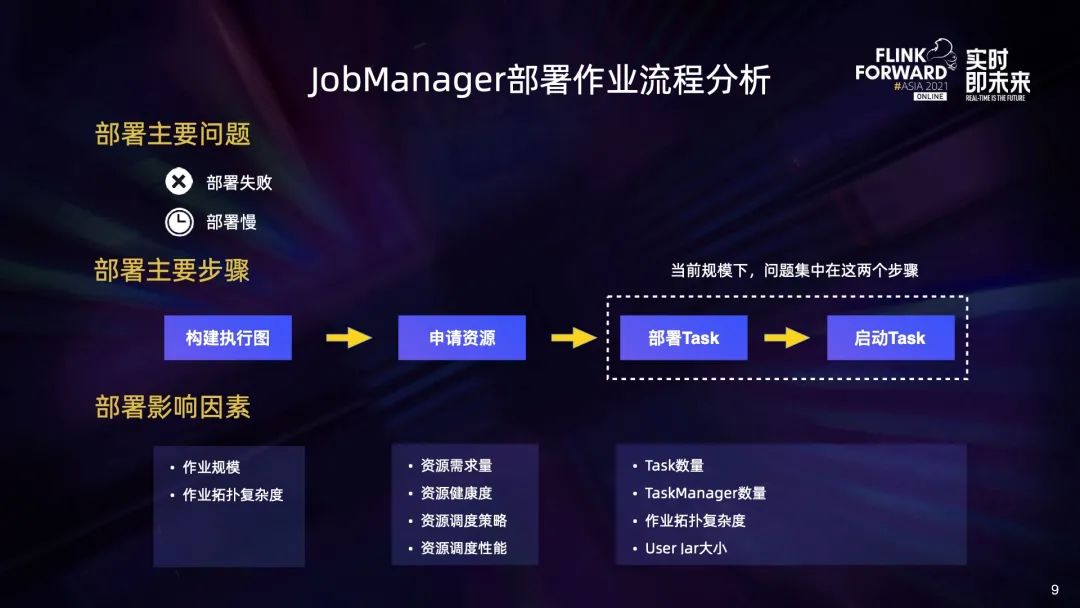 JobManager部署作业流程分析
FLINK
FORWARD
#ASIA 2021
ONLINE
实时
即未来
REAL-TIME IS THE FUTURE
部署主要问题
部署失败
部署慢
部署主要步骤
当前规模下，问题集中在这两个步骤
构建执行图
申请资源
部署Task
启动Task
部署影响因素
• 作业规模
• 作业拓扑复杂度
• 资源需求量
• 资源健康度
• 资源调度策略
• 资源调度性能
• Task数量
• TaskManager数量
• 作业拓扑复杂度
• User Jar大小
9